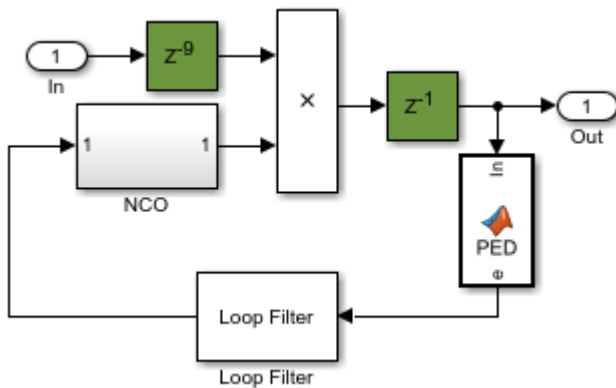 1
In
Z-9
×
Z-1
1
Out
1
1
NCO
In
PED
e
Loop Filter
Loop Filter